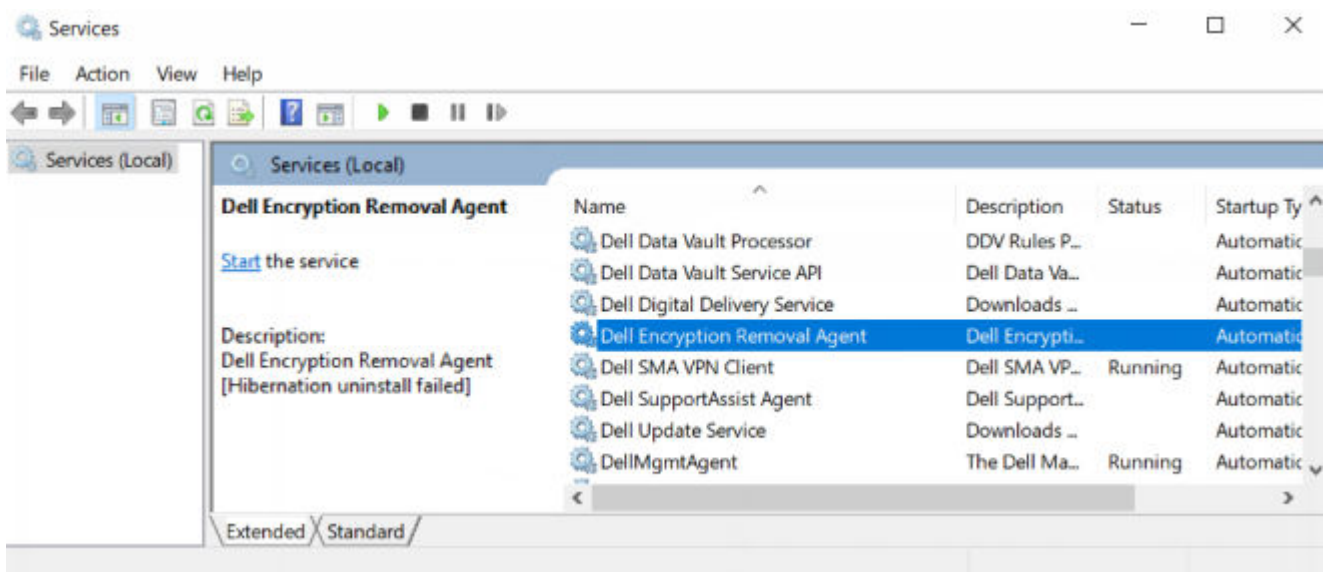 Services
File Action View Help
Services (Local)
Services (Local)
Dell Encryption Removal Agent
Start the service
Description:
Dell Encryption Removal Agent
[Hibernation uninstall failed]
Name Description Status Startup Ty
Dell Data Vault Processor DDV Rules P... Automatic
Dell Data Vault Service API Dell Data Va... Automatic
Dell Digital Delivery Service Downloads ... Automatic
Dell Encryption Removal Agent Dell Encrypti... Automatic
Dell SMA VPN Client Dell SMA VP... Running Automatic
Dell SupportAssist Agent Dell Support... Automatic
Dell Update Service Downloads ... Automatic
DellMgmtAgent The Dell Ma... Running Automatic
Extended Standard